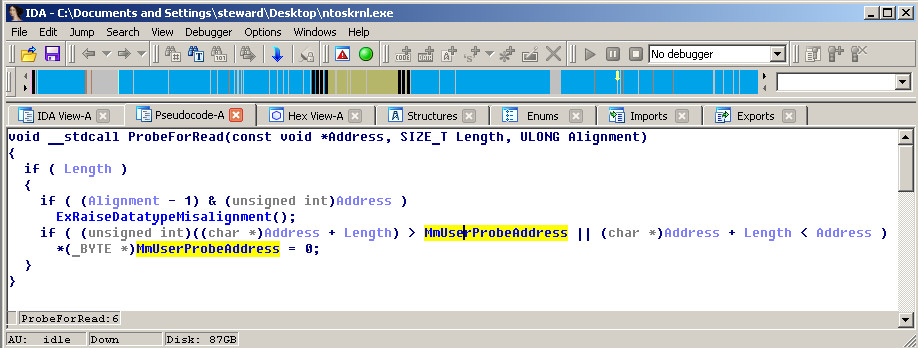 IDA - C:\Documents and Settings\steward\Desktop\ntoskrnl.exe
File Edit Jump Search View Debugger Options Windows Help
No debugger
IDA View-A Pseudocode-A Hex View-A Structures Enums Imports Exports
void __stdcall ProbeForRead(const void *Address, SIZE_T Length, ULONG Alignment)
{
if ( Length )
{
if ( (Alignment - 1) & (unsigned int)Address )
ExRaiseDatatypeMisalignment();
if ( (unsigned int)((char *)Address + Length) > MmUserProbeAddress || (char *)Address + Length < Address )
*(_BYTE *)MmUserProbeAddress = 0;
}
}
ProbeForRead:6
AU: idle Down Disk: 87GB